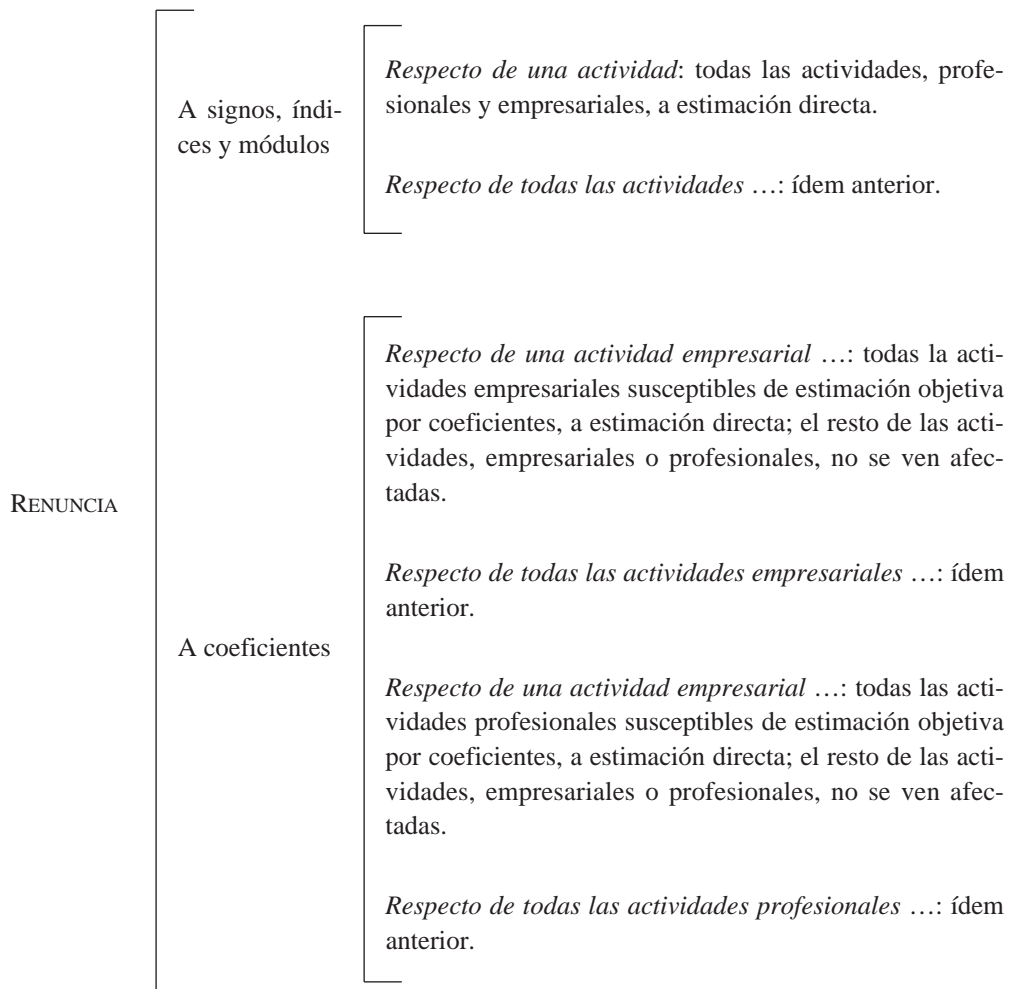 RENUNCIA
A signos, índi-
ces y módulos
Respecto de una actividad: todas las actividades, profe-
sionales y empresariales, a estimación directa.
Respecto de todas las actividades …: ídem anterior.
A coeficientes
Respecto de una actividad empresarial …: todas la acti-
vidades empresariales susceptibles de estimación objetiva
por coeficientes, a estimación directa; el resto de las acti-
vidades, empresariales o profesionales, no se ven afec-
tadas.
Respecto de todas las actividades empresariales …: ídem
anterior.
Respecto de una actividad empresarial …: todas las acti-
vidades profesionales susceptibles de estimación objetiva
por coeficientes, a estimación directa; el resto de las acti-
vidades, empresariales o profesionales, no se ven afec-
tadas.
Respecto de todas las actividades profesionales …: ídem
anterior.